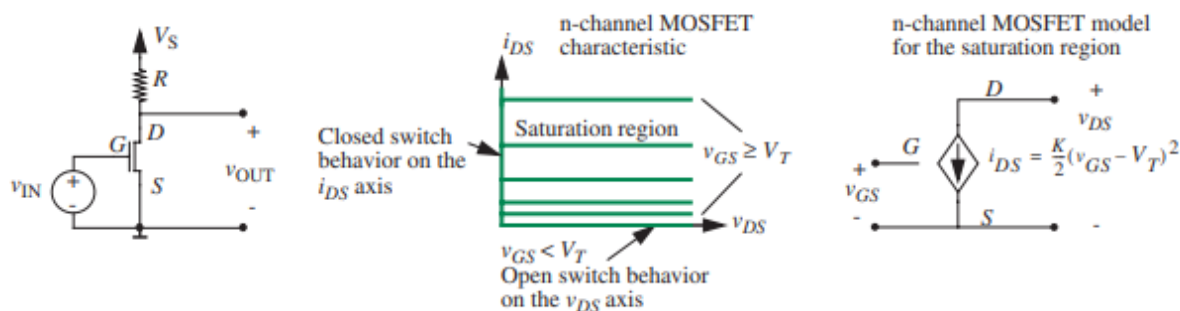 V_S
R
D
G
S
+
v_OUT
-
v_IN
+
-
n-channel MOSFET
characteristic
i_DS
Closed switch
behavior on the
i_DS axis
Saturation region
v_GS ≥ V_T
v_DS
v_GS < V_T
Open switch behavior
on the v_DS axis
n-channel MOSFET model
for the saturation region
D
+
v_DS
G
i_DS = K/2 (v_GS – V_T)²
+
v_GS
-
S
-